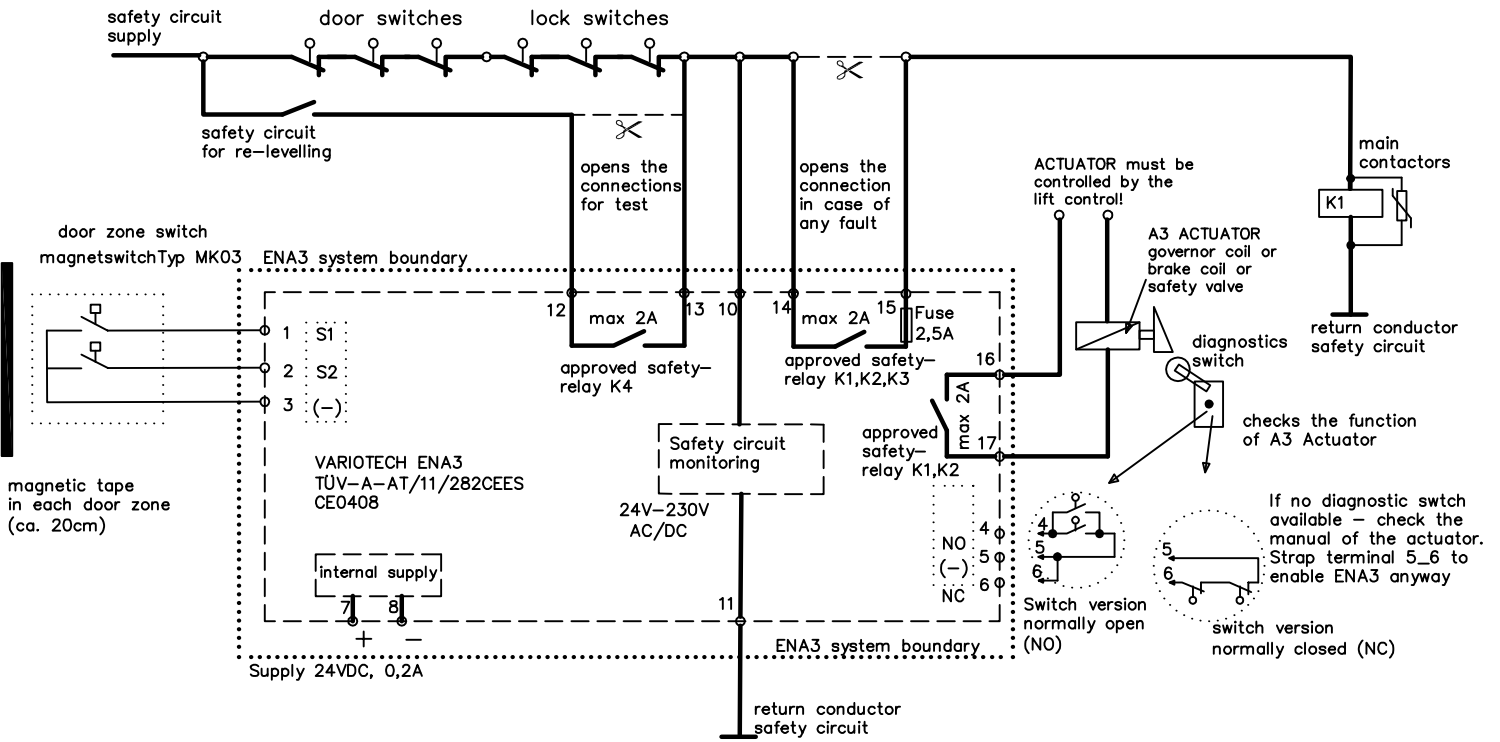 safety circuit
supply
door switches
lock switches
safety circuit
for re-levelling
opens the
connections
for test
opens the
connection
in case of
any fault
ACTUATOR must be
controlled by the
lift control!
main
contactors
K1
return conductor
safety circuit
A3 ACTUATOR
governor coil or
brake coil or
safety valve
door zone switch
magnetswitchTyp MK03
ENA3 system boundary
12
13
10
14
15
max 2A
max 2A
Fuse
2,5A
approved safety-
relay K4
approved safety-
relay K1,K2,K3
1
S1
2
S2
3
(-)
16
max 2A
17
approved
safety-
relay K1,K2
diagnostics
switch
checks the function
of A3 Actuator
Safety circuit
monitoring
24V-230V
AC/DC
VARIOTECH ENA3
TÜV-A-AT/11/282CEES
CE0408
magnetic tape
in each door zone
(ca. 20cm)
internal supply
7
8
+
-
Supply 24VDC, 0,2A
11
4
NO
5
(-)
6
NC
4
5
6
Switch version
normally open
(NO)
5
6
switch version
normally closed (NC)
If no diagnostic swtch
available - check the
manual of the actuator.
Strap terminal 5_6 to
enable ENA3 anyway
ENA3 system boundary
return conductor
safety circuit